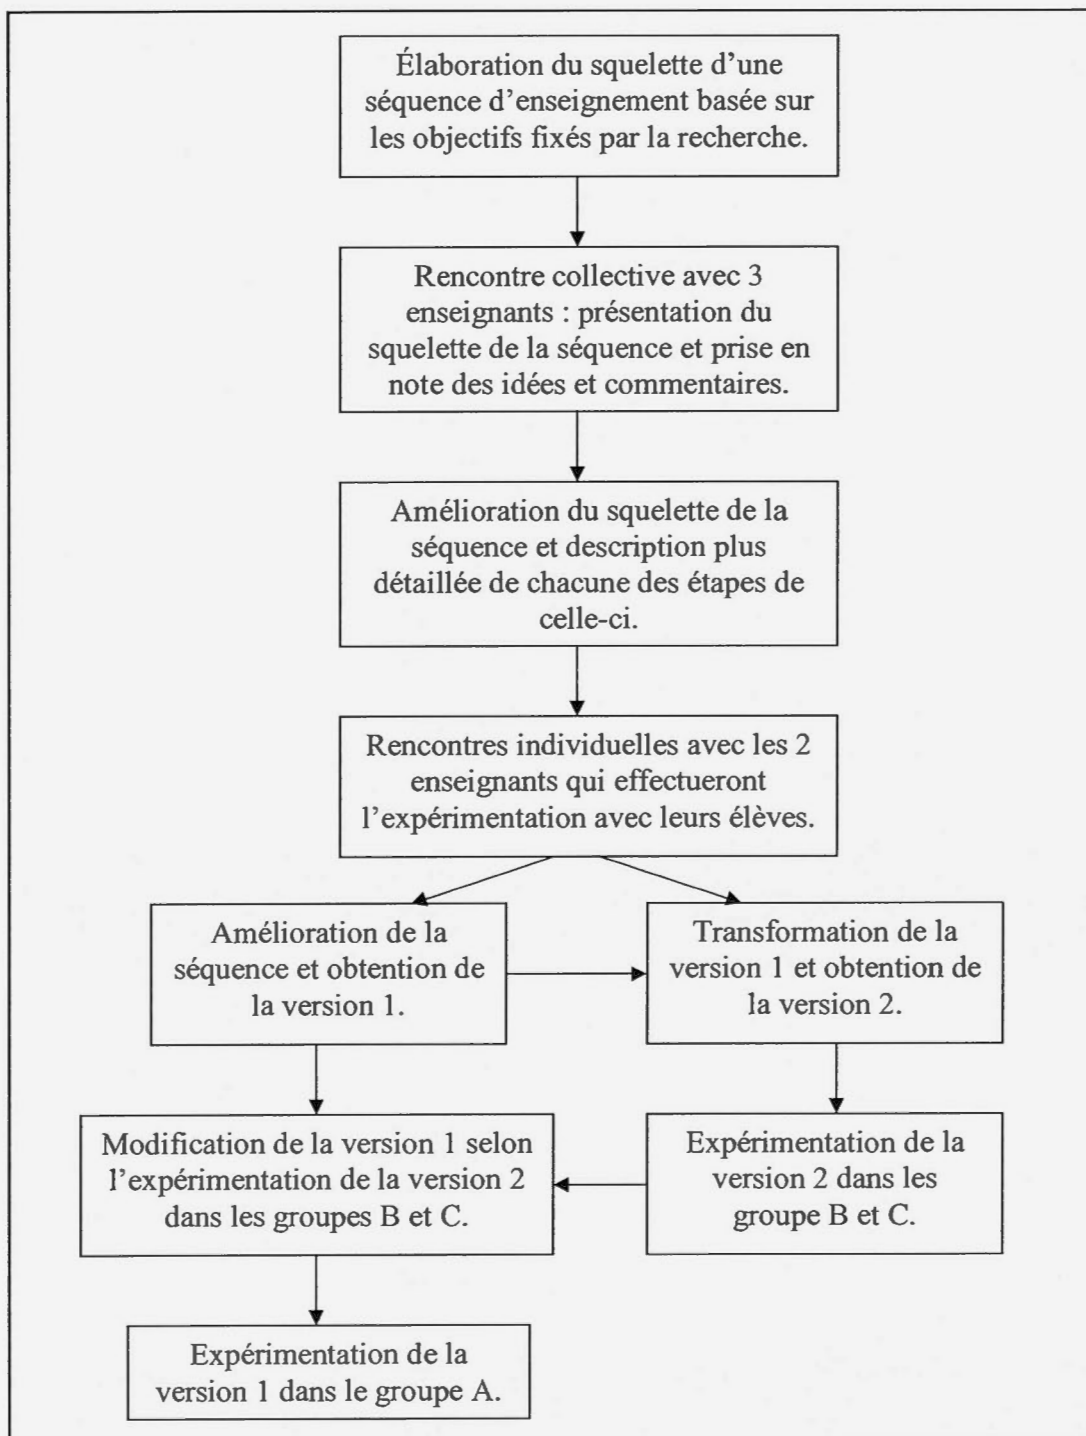 Élaboration du squelette d'une
séquence d'enseignement basée sur
les objectifs fixés par la recherche.
Rencontre collective avec 3
enseignants : présentation du
squelette de la séquence et prise en
note des idées et commentaires.
Amélioration du squelette de la
séquence et description plus
détaillée de chacune des étapes de
celle-ci.
Rencontres individuelles avec les 2
enseignants qui effectueront
l'expérimentation avec leurs élèves.
Amélioration de la
séquence et obtention de
la version 1.
Transformation de la
version 1 et obtention de
la version 2.
Modification de la version 1 selon
l'expérimentation de la version 2
dans les groupes B et C.
Expérimentation de la
version 2 dans les
groupe B et C.
Expérimentation de la
version 1 dans le groupe A.